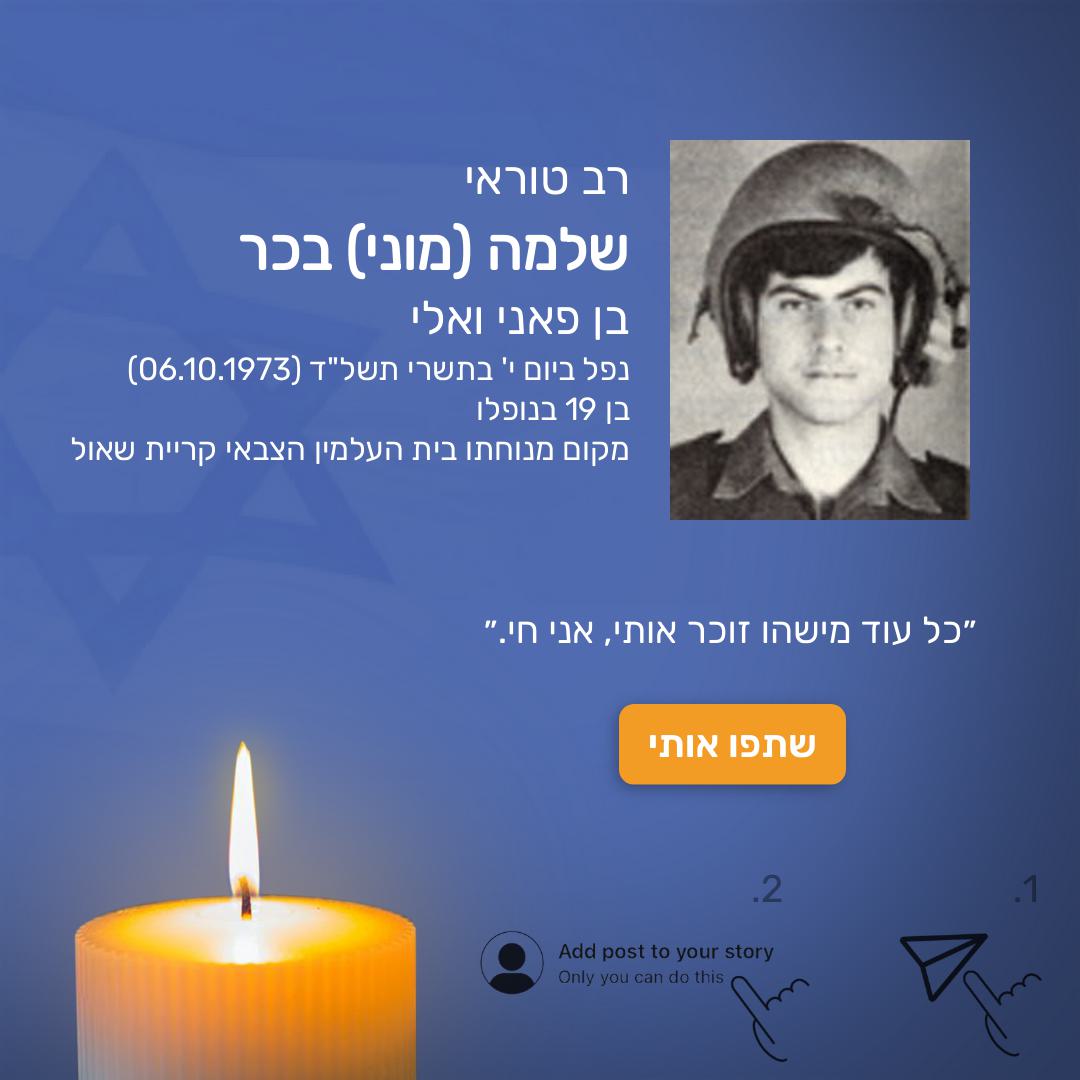 רב טוראי
שלמה (מוני) בכר
בן פאני ואלי
נפל ביום י' בתשרי תשל"ד (06.10.1973)
בן 19 בנופלו
מקום מנוחתו בית העלמין הצבאי קריית שאול
״כל עוד מישהו זוכר אותי, אני חי.״
שתפו אותי
.1
.2
Add post to your story
Only you can do this